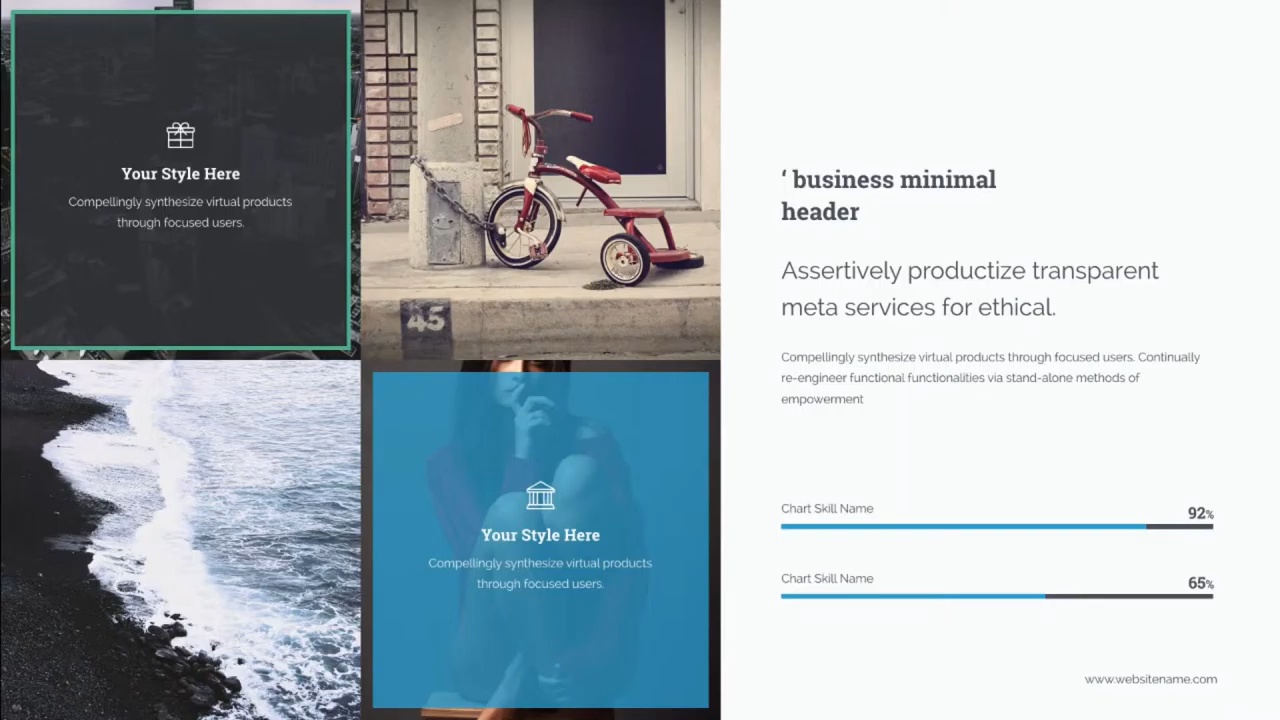 Your Style Here
Compellingly synthesize virtual products
through focused users.
45
Your Style Here
Compellingly synthesize virtual products
through focused users.
‘ business minimal
header
Assertively productize transparent
meta services for ethical.
Compellingly synthesize virtual products through focused users. Continually
re-engineer functional functionalities via stand-alone methods of
empowerment
Chart Skill Name
92%
Chart Skill Name
65%
www.websitename.com